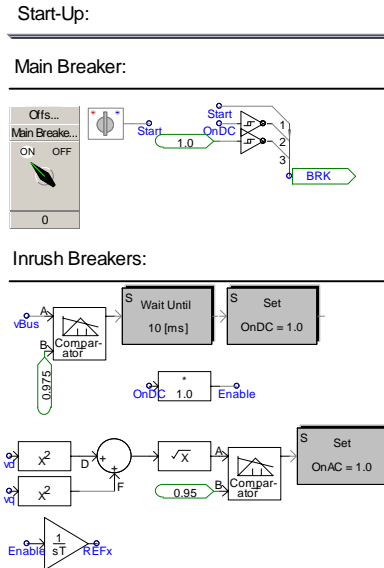 Start-Up:
Main Breaker:
Offs...
Main Breake...
ON OFF
0
Start
Start
OnDC
1.0
1
2
3
BRK
Inrush Breakers:
vBus
A
B
Compar-
ator
0.975
S
Wait Until
10 [ms]
S
Set
OnDC = 1.0
OnDC
*
1.0
Enable
vd
X²
D
+
+
F
vq
X²
√X
A
B
0.95
Compar-
ator
S
Set
OnAC = 1.0
Enable
1
sT
REFx